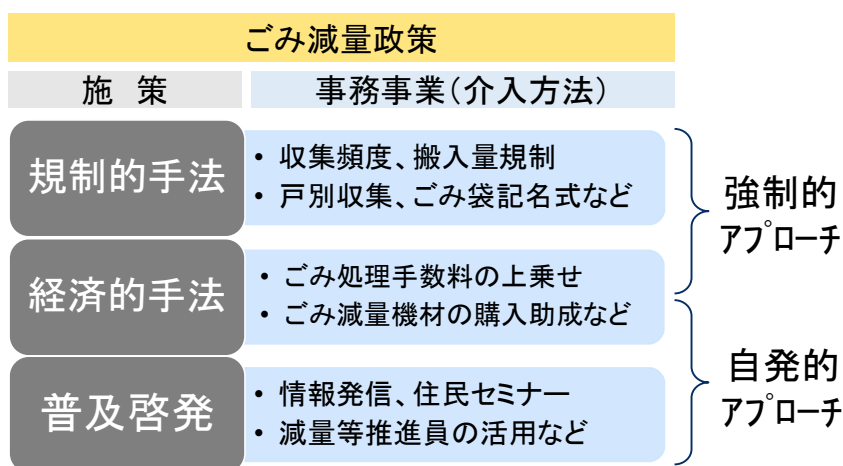 ごみ減量政策
施 策
事務事業(介入方法)
規制的手法
• 収集頻度、搬入量規制
• 戸別収集、ごみ袋記名式など
強制的
アプローチ
経済的手法
• ごみ処理手数料の上乗せ
• ごみ減量機材の購入助成など
自発的
アプローチ
普及啓発
• 情報発信、住民セミナー
• 減量等推進員の活用など